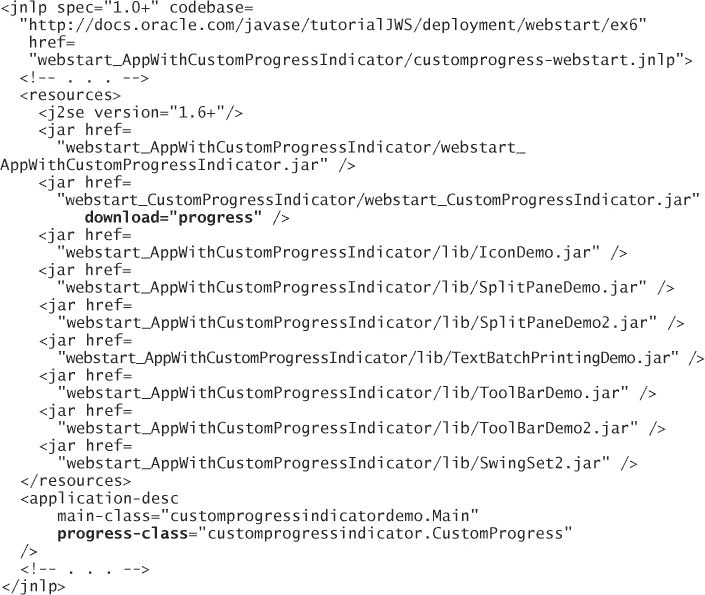 <jnlp spec="1.0+" codebase=
"http://docs.oracle.com/javase/tutorialJWS/deployment/webstart/ex6"
href=
"webstart_AppWithCustomProgressIndicator/customprogress-webstart.jnlp">
<!-- . . . -->
<resources>
<j2se version="1.6+"/>
<jar href=
"webstart_AppWithCustomProgressIndicator/webstart_
AppWithCustomProgressIndicator.jar" />
<jar href=
"webstart_CustomProgressIndicator/webstart_CustomProgressIndicator.jar"
download="progress" />
<jar href=
"webstart_AppWithCustomProgressIndicator/lib/IconDemo.jar" />
<jar href=
"webstart_AppWithCustomProgressIndicator/lib/SplitPaneDemo.jar" />
<jar href=
"webstart_AppWithCustomProgressIndicator/lib/SplitPaneDemo2.jar" />
<jar href=
"webstart_AppWithCustomProgressIndicator/lib/TextBatchPrintingDemo.jar" />
<jar href=
"webstart_AppWithCustomProgressIndicator/lib/ToolBarDemo.jar" />
<jar href=
"webstart_AppWithCustomProgressIndicator/lib/ToolBarDemo2.jar" />
<jar href=
"webstart_AppWithCustomProgressIndicator/lib/SwingSet2.jar" />
</resources>
<application-desc
main-class="customprogressindicatordemo.Main"
progress-class="customprogressindicator.CustomProgress"
/>
<!-- . . . -->
</jnlp>